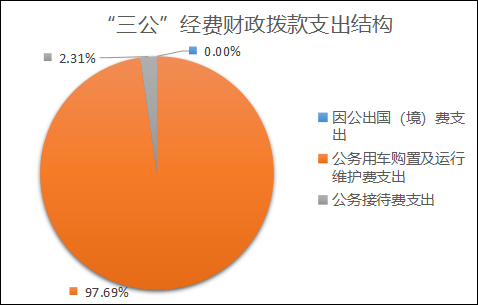 “三公”经费财政拨款支出结构
2.31%
0.00%
因公出国（境）费支
出
公务用车购置及运行
维护费支出
公务接待费支出
97.69%